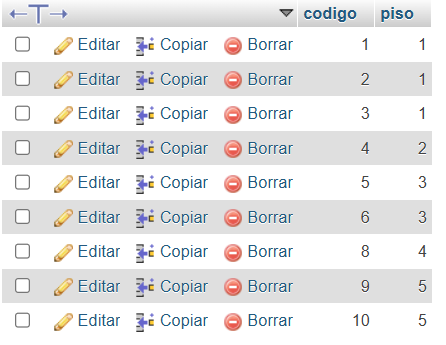 codigo piso
Editar Copiar Borrar 1 1
Editar Copiar Borrar 2 1
Editar Copiar Borrar 3 1
Editar Copiar Borrar 4 2
Editar Copiar Borrar 5 3
Editar Copiar Borrar 6 3
Editar Copiar Borrar 8 4
Editar Copiar Borrar 9 5
Editar Copiar Borrar 10 5